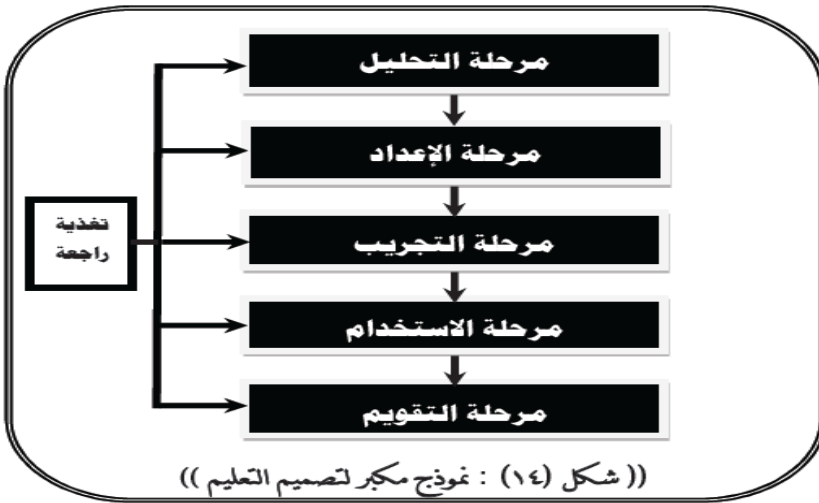 مرحلة التحليل
مرحلة الإعداد
تغذية
راجعة
مرحلة التجريب
مرحلة الاستخدام
مرحلة التقويم
(( شكل (١٤) : نموذج مكبر لتصميم التعليم ))